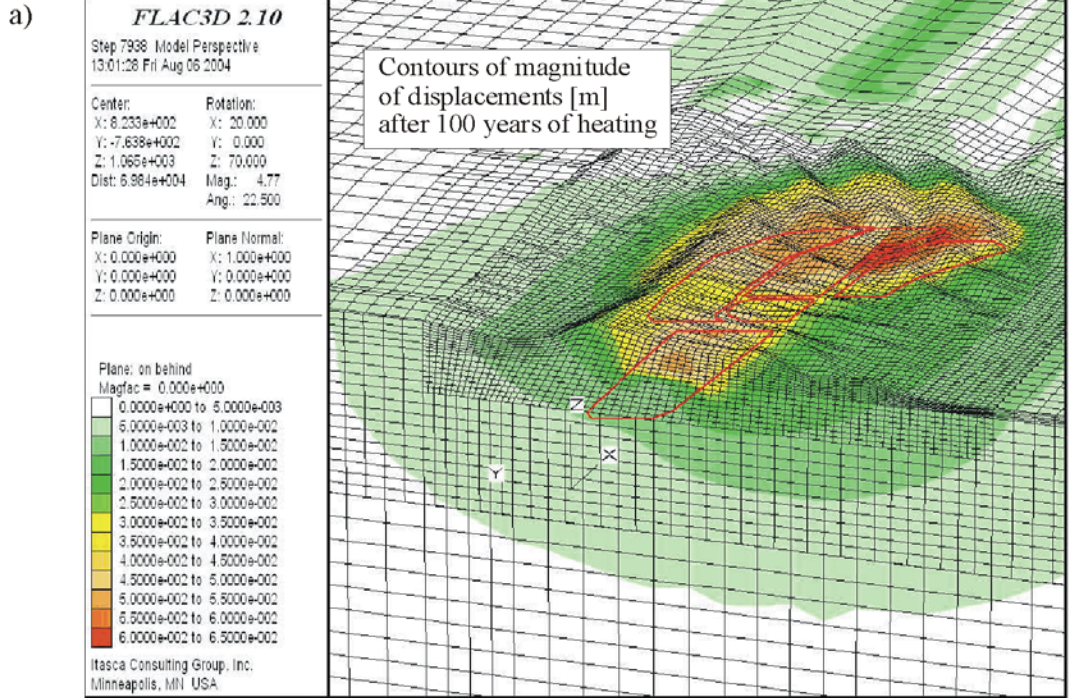 a)
FLAC3D 2.10
Step 7938 Model Perspective
13:01:28 Fri Aug 06 2004
Center: Rotation:
X: 8.233e+002 X: 20.000
Y: -7.638e+002 Y: 0.000
Z: 1.065e+003 Z: 70.000
Dist: 6.984e+004 Mag.: 4.77
Ang.: 22.500
Plane Origin: Plane Normal:
X: 0.000e+000 X: 1.000e+000
Y: 0.000e+000 Y: 0.000e+000
Z: 0.000e+000 Z: 0.000e+000
Plane: on behind
Magfac = 0.000e+000
0.0000e+000 to 5.0000e-003
5.0000e-003 to 1.0000e-002
1.0000e-002 to 1.5000e-002
1.5000e-002 to 2.0000e-002
2.0000e-002 to 2.5000e-002
2.5000e-002 to 3.0000e-002
3.0000e-002 to 3.5000e-002
3.5000e-002 to 4.0000e-002
4.0000e-002 to 4.5000e-002
4.5000e-002 to 5.0000e-002
5.0000e-002 to 5.5000e-002
5.5000e-002 to 6.0000e-002
6.0000e-002 to 6.5000e-002
Itasca Consulting Group, Inc.
Minneapolis, MN USA
Contours of magnitude
of displacements [m]
after 100 years of heating
Z
X
Y